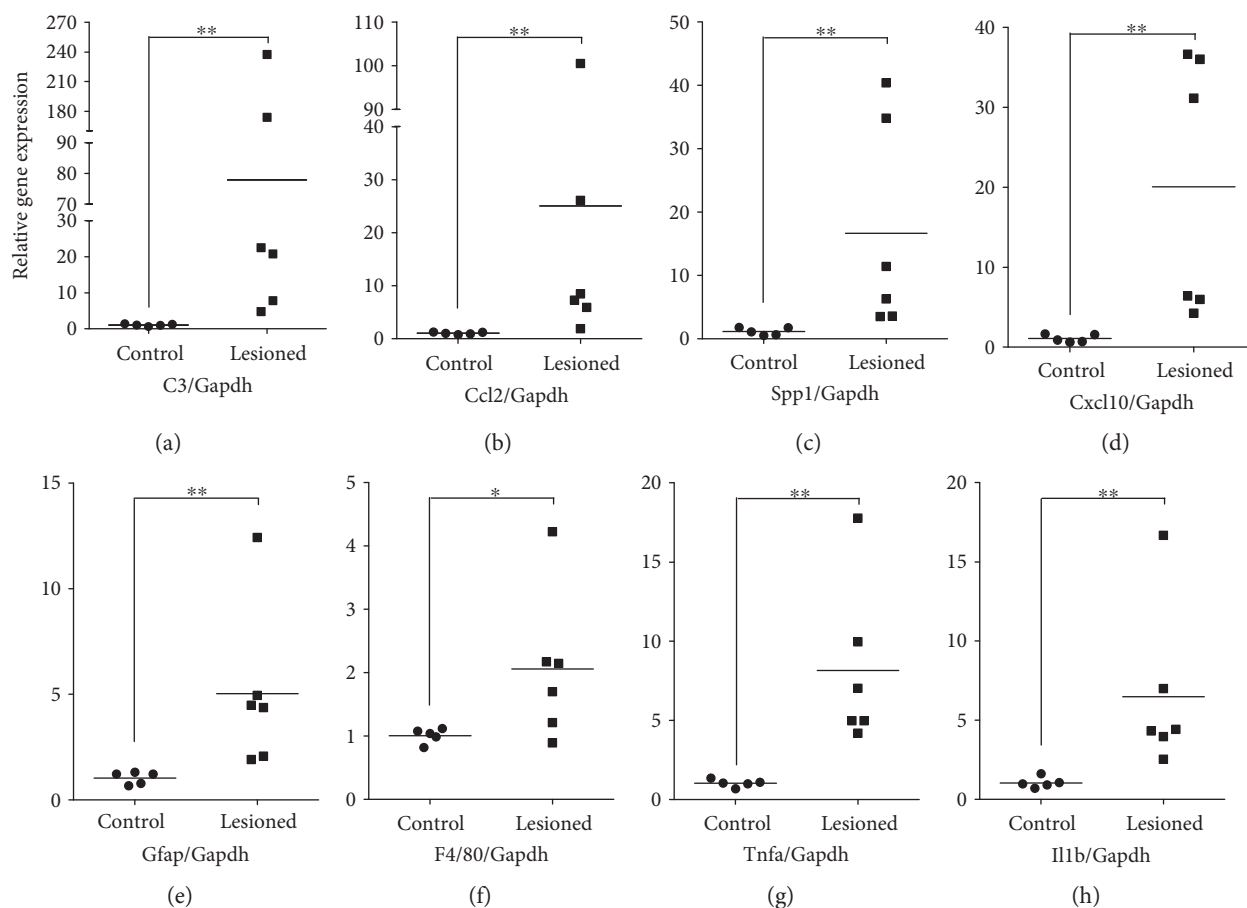 Relative gene expression
270
240
210
180
90
80
70
30
20
10
0
**
Control Lesioned
C3/Gapdh
(a)
110
100
90
40
30
20
10
0
**
Control Lesioned
Ccl2/Gapdh
(b)
50
40
30
20
10
0
**
Control Lesioned
Spp1/Gapdh
(c)
40
30
20
10
0
**
Control Lesioned
Cxcl10/Gapdh
(d)
15
10
5
0
**
Control Lesioned
Gfap/Gapdh
(e)
5
4
3
2
1
0
*
Control Lesioned
F4/80/Gapdh
(f)
20
15
10
5
0
**
Control Lesioned
Tnfa/Gapdh
(g)
20
15
10
5
0
**
Control Lesioned
Il1b/Gapdh
(h)